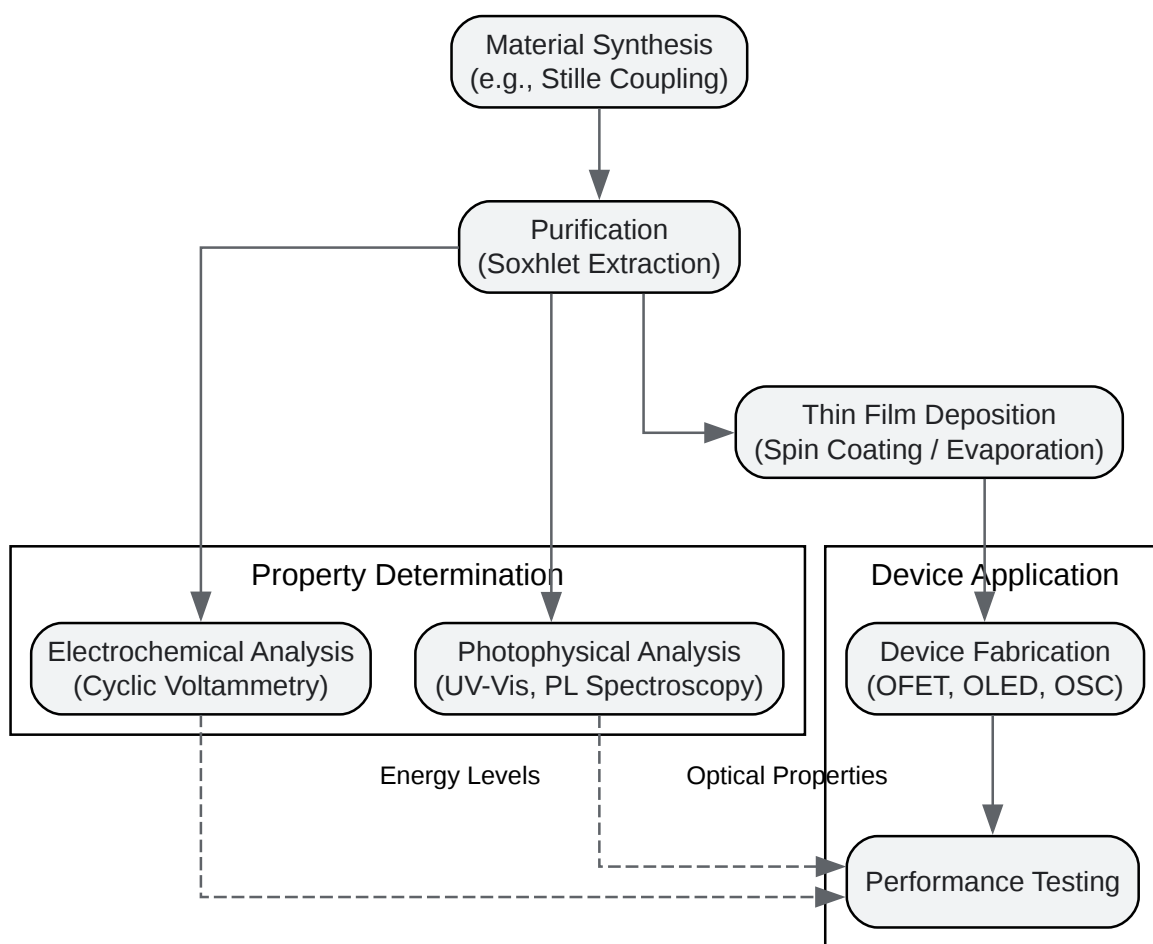 Material Synthesis
(e.g., Stille Coupling)
Purification
(Soxhlet Extraction)
Thin Film Deposition
(Spin Coating / Evaporation)
Property Determination
Device Application
Electrochemical Analysis
(Cyclic Voltammetry)
Photophysical Analysis
(UV-Vis, PL Spectroscopy)
Device Fabrication
(OFET, OLED, OSC)
Energy Levels
Optical Properties
Performance Testing